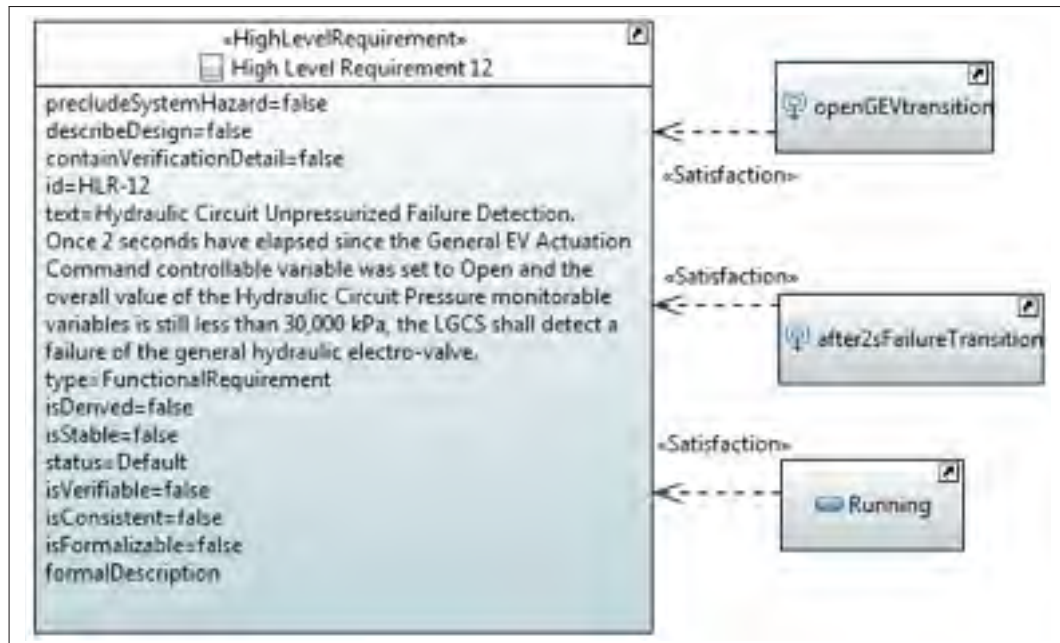 «HighLevelRequirement»
High Level Requirement 12
precludeSystemHazard=false
describeDesign=false
containVerificationDetail=false
id=HLR-12
text=Hydraulic Circuit Unpressurized Failure Detection.
Once 2 seconds have elapsed since the General EV Actuation
Command controllable variable was set to Open and the
overall value of the Hydraulic Circuit Pressure monitorable
variables is still less than 30,000 kPa, the LGCS shall detect a
failure of the general hydraulic electro-valve.
type=FunctionalRequirement
isDerived=false
isStable=false
status=Default
isVerifiable=false
isConsistent=false
isFormalizable=false
formalDescription
openGEVtransition
«Satisfaction»
«Satisfaction»
after2sFailureTransition
«Satisfaction»
Running